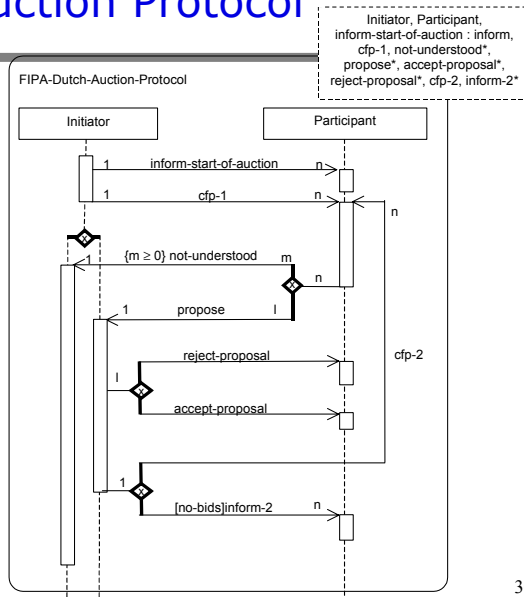 uction Protocol
Initiator, Participant,
inform-start-of-auction : inform,
cfp-1, not-understood*,
propose*, accept-proposal*,
reject-proposal*, cfp-2, inform-2*
FIPA-Dutch-Auction-Protocol
Initiator
Participant
1 inform-start-of-auction n
1 cfp-1 n
n
x
1 {m ≥ 0} not-understood m
x n
1 propose l
reject-proposal
cfp-2
l
x
accept-proposal
1
x
[no-bids]inform-2 n
3